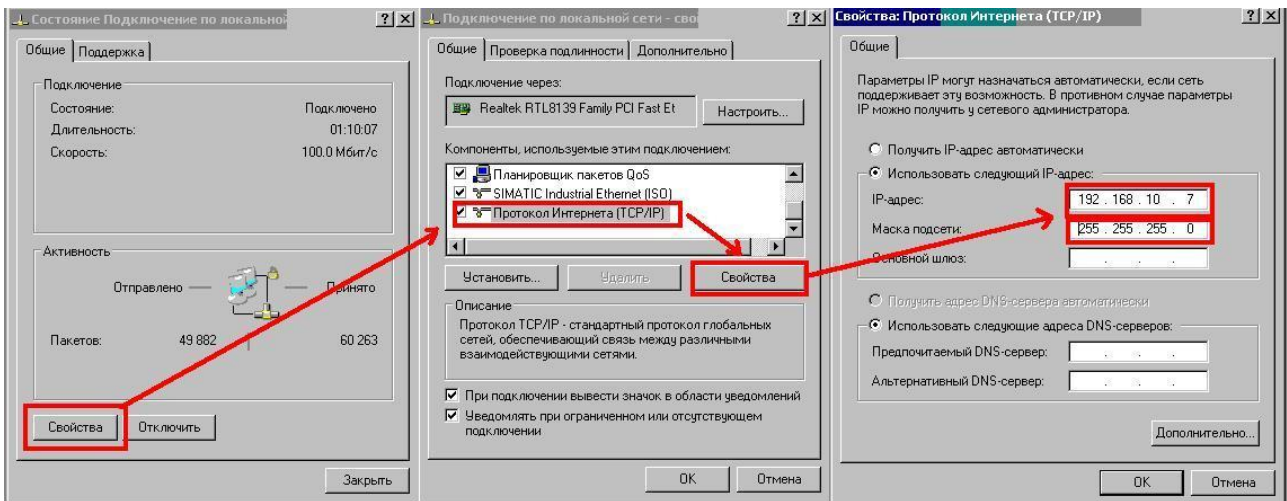 Состояние Подключение по локальной
Общие
Поддержка
Подключение
Состояние: Подключено
Длительность: 01:10:07
Скорость: 100.0 Мбит/с
Активность
Отправлено
Принято
Пакетов: 49 882 60 263
Свойства
Отключить
Закрыть
Подключение по локальной сети - сво
Общие
Проверка подлинности
Дополнительно
Подключение через:
Realtek RTL8139 Family PCI Fast Et
Настроить...
Компоненты, используемые этим подключением:
Планировщик пакетов QoS
SIMATIC Industrial Ethernet (ISO)
Протокол Интернета (TCP/IP)
Установить...
Удалить
Свойства
Описание
Протокол TCP/IP - стандартный протокол глобальных
сетей, обеспечивающий связь между различными
взаимодействующими сетями.
При подключении вывести значок в области уведомлений
Уведомлять при ограниченном или отсутствующем
подключении
OK
Отмена
Свойства: Протокол Интернета (TCP/IP)
Общие
Параметры IP могут назначаться автоматически, если сеть
поддерживает эту возможность. В противном случае параметры
IP можно получить у сетевого администратора.
Получить IP-адрес автоматически
Использовать следующий IP-адрес:
IP-адрес: 192 . 168 . 10 . 7
Маска подсети: 255 . 255 . 255 . 0
Основной шлюз:
Получить адрес DNS-сервера автоматически
Использовать следующие адреса DNS-серверов:
Предпочитаемый DNS-сервер:
Альтернативный DNS-сервер:
Дополнительно...
OK
Отмена